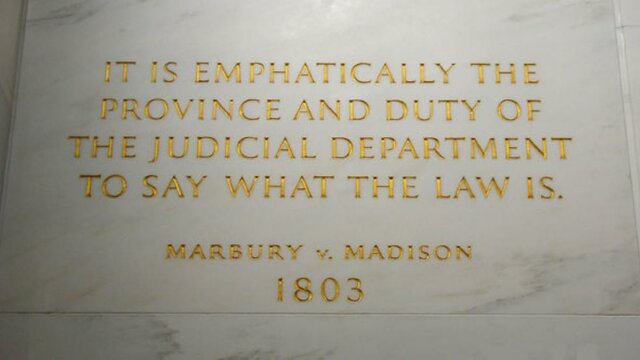 IT IS EMPHATICALLY THE
PROVINCE AND DUTY OF
THE JUDICIAL DEPARTMENT
TO SAY WHAT THE LAW IS.
MARBURY v. MADISON
1803